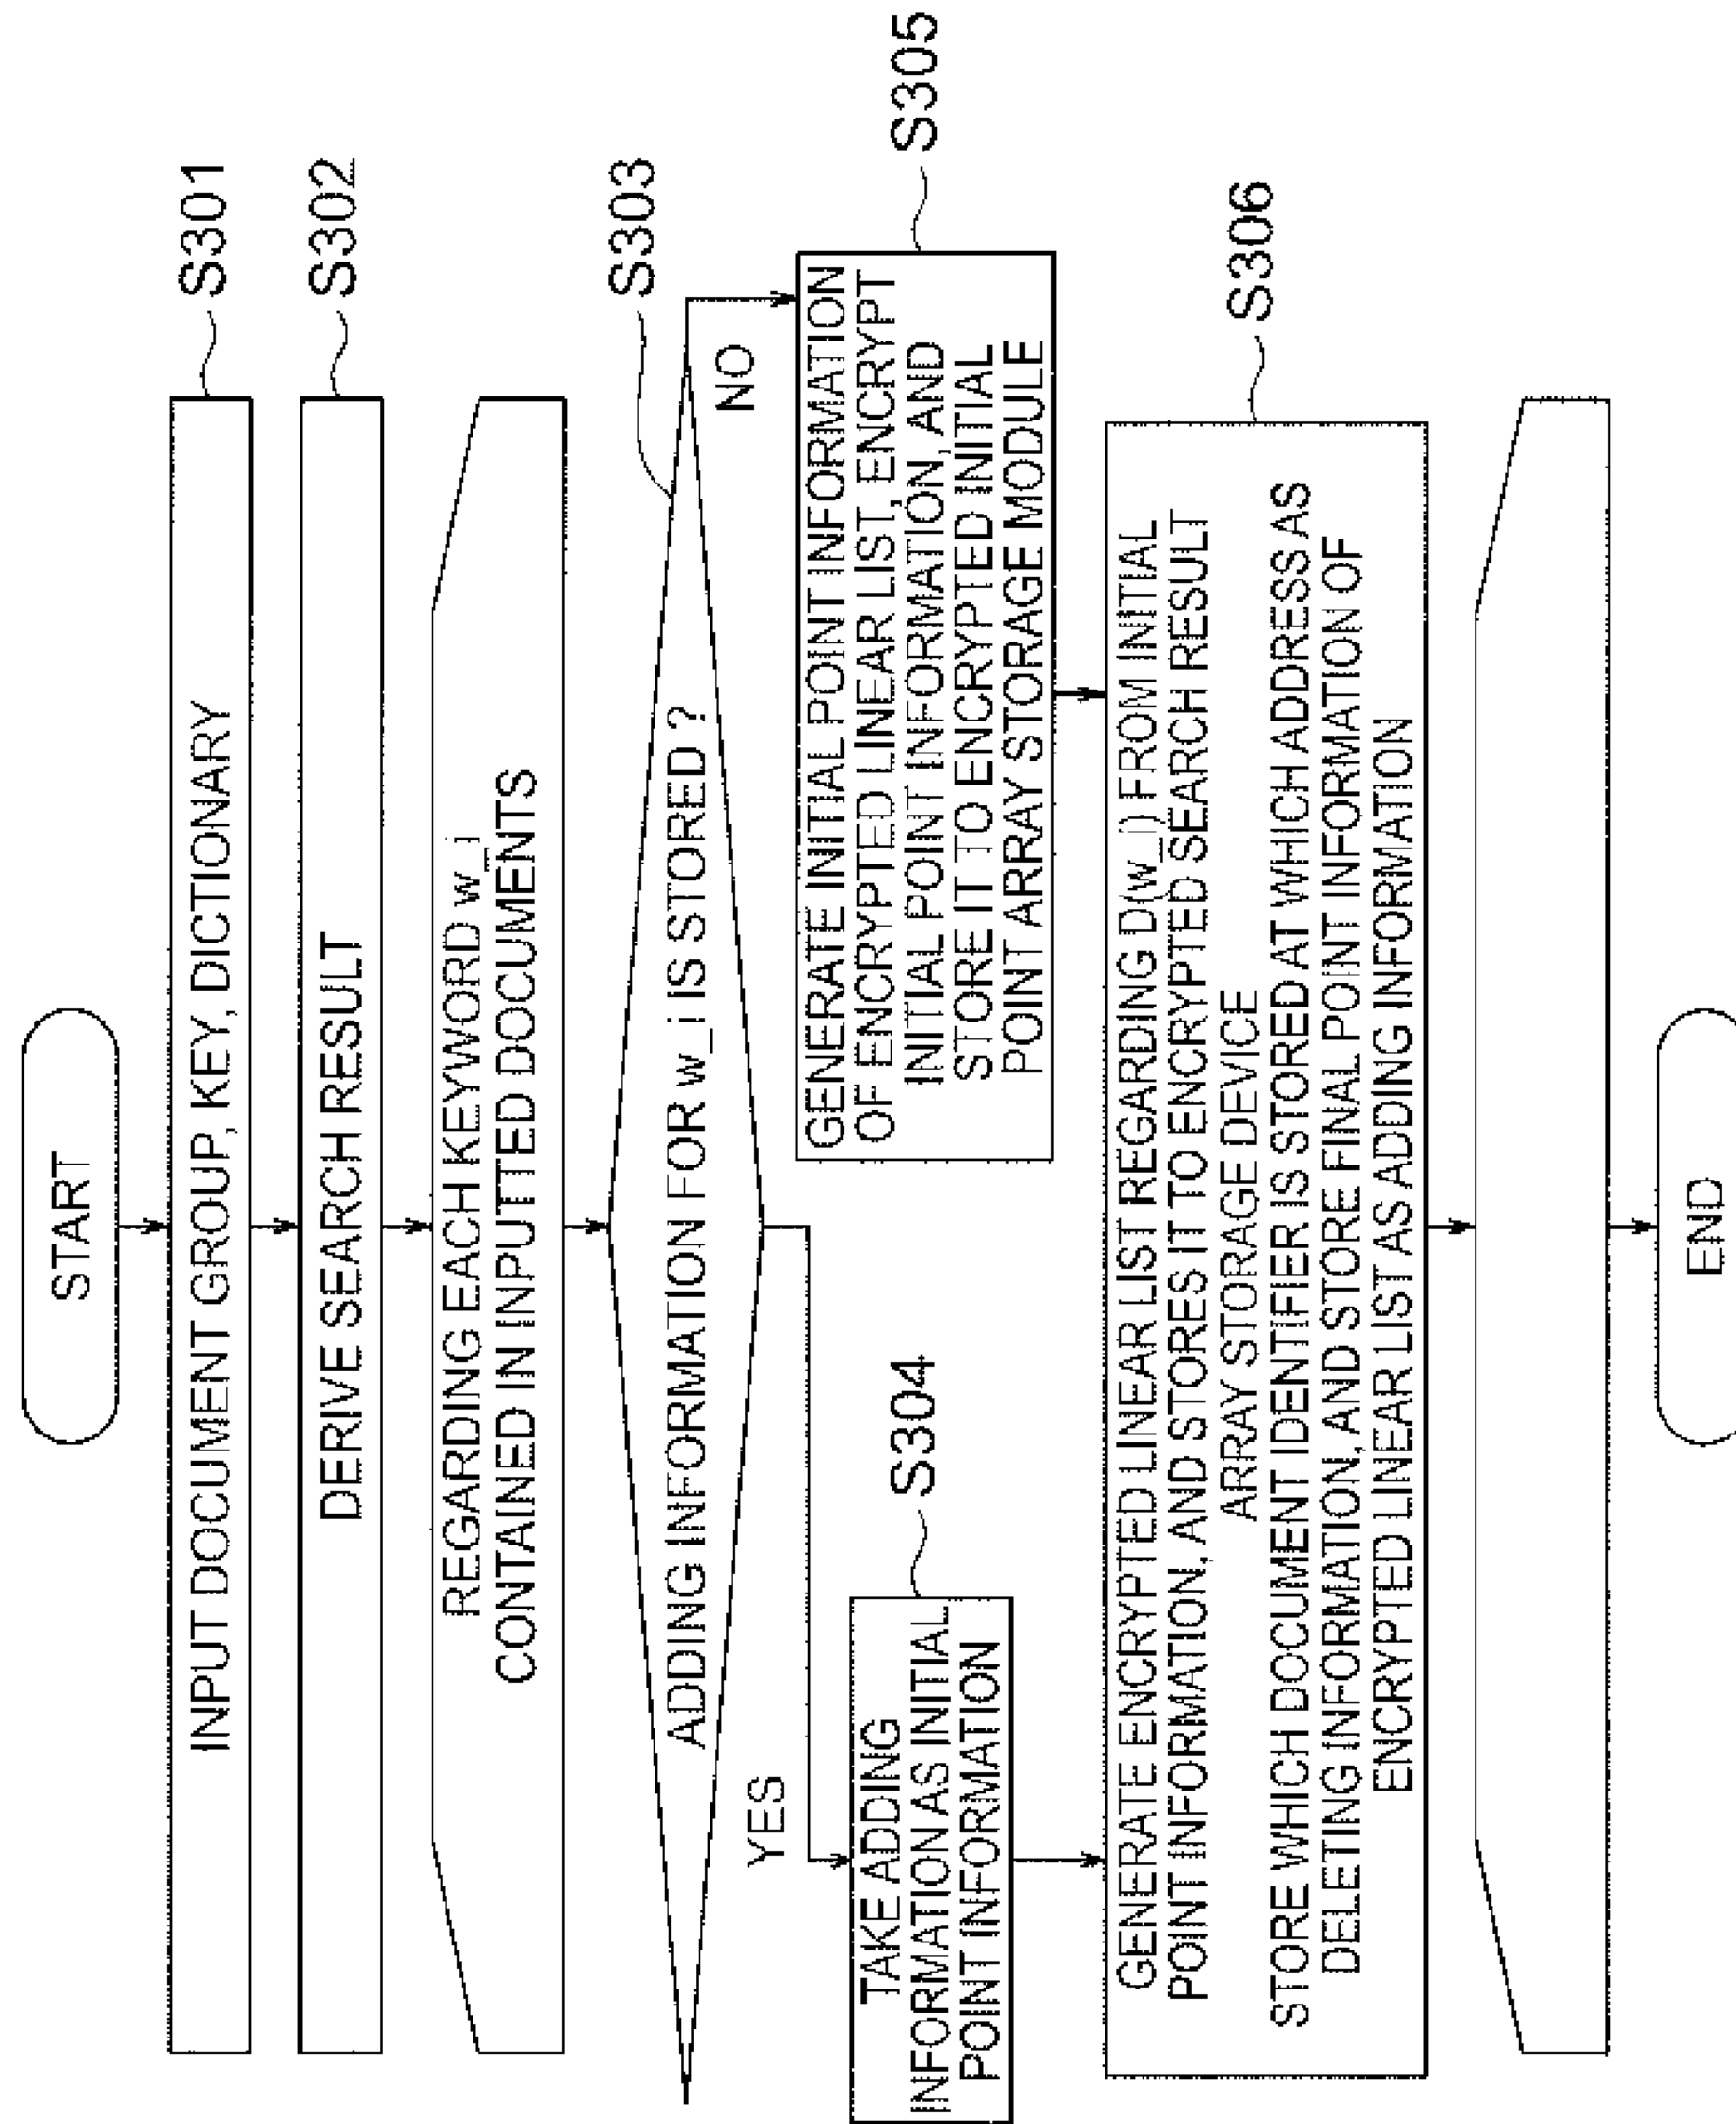 START
INPUT DOCUMENT GROUP, KEY, DICTIONARY
S301
DERIVE SEARCH RESULT
S302
REGARDING EACH KEYWORD w_i
CONTAINED IN INPUTTED DOCUMENTS
ADDING INFORMATION FOR w_i IS STORED ?
S303
YES
NO
TAKE ADDING
INFORMATION AS INITIAL
POINT INFORMATION
S304
GENERATE INITIAL POINT INFORMATION
OF ENCRYPTED LINEAR LIST, ENCRYPT
INITIAL POINT INFORMATION, AND
STORE IT TO ENCRYPTED INITIAL
POINT ARRAY STORAGE MODULE
S305
GENERATE ENCRYPTED LINEAR LIST REGARDING D(w_i) FROM INITIAL
POINT INFORMATION, AND STORES IT TO ENCRYPTED SEARCH RESULT
ARRAY STORAGE DEVICE
STORE WHICH DOCUMENT IDENTIFIER IS STORED AT WHICH ADDRESS AS
DELETING INFORMATION, AND STORE FINAL POINT INFORMATION OF
ENCRYPTED LINEAR LIST AS ADDING INFORMATION
S306
END